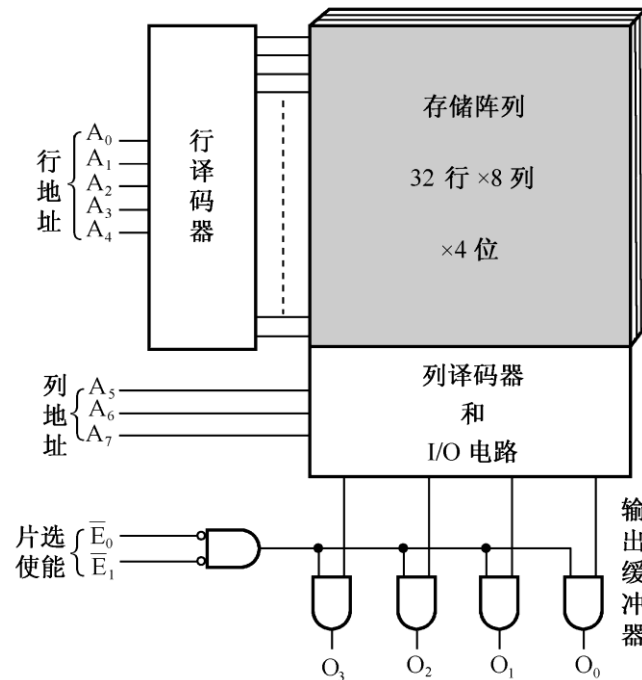 行地址
A₀
A₁
A₂
A₃
A₄
行译码器
存储阵列
32 行 ×8 列
×4 位
列地址
A₅
A₆
A₇
列译码器
和
I/O 电路
片选
使能
E̅₀
E̅₁
输出缓冲器
O₃
O₂
O₁
O₀